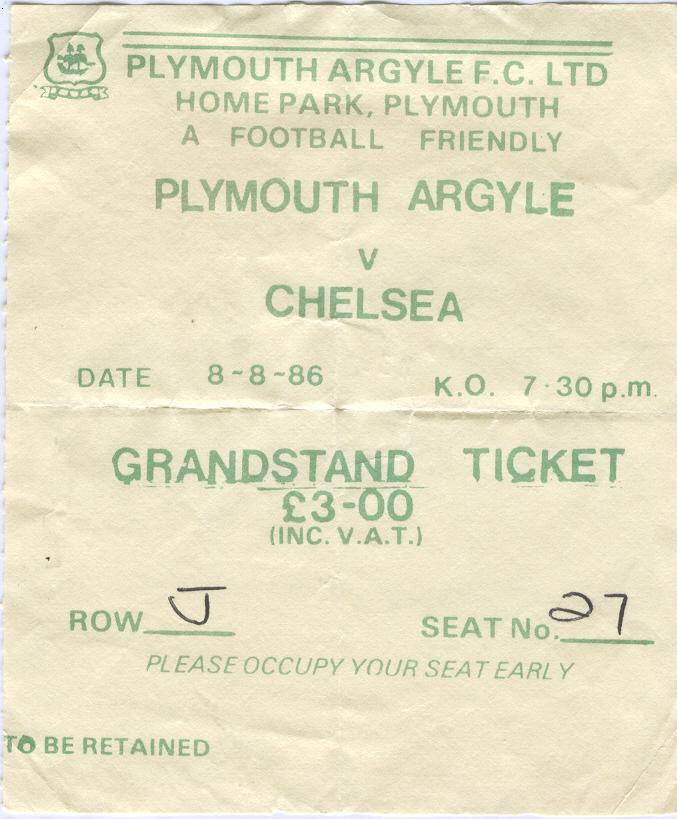 PLYMOUTH ARGYLE F.C. LTD
HOME PARK, PLYMOUTH
A FOOTBALL FRIENDLY
PLYMOUTH ARGYLE
V
CHELSEA
DATE 8-8-86 K.O. 7·30 p.m.
GRANDSTAND TICKET
£3-00
(INC. V.A.T.)
ROW J SEAT No. 27
PLEASE OCCUPY YOUR SEAT EARLY
TO BE RETAINED